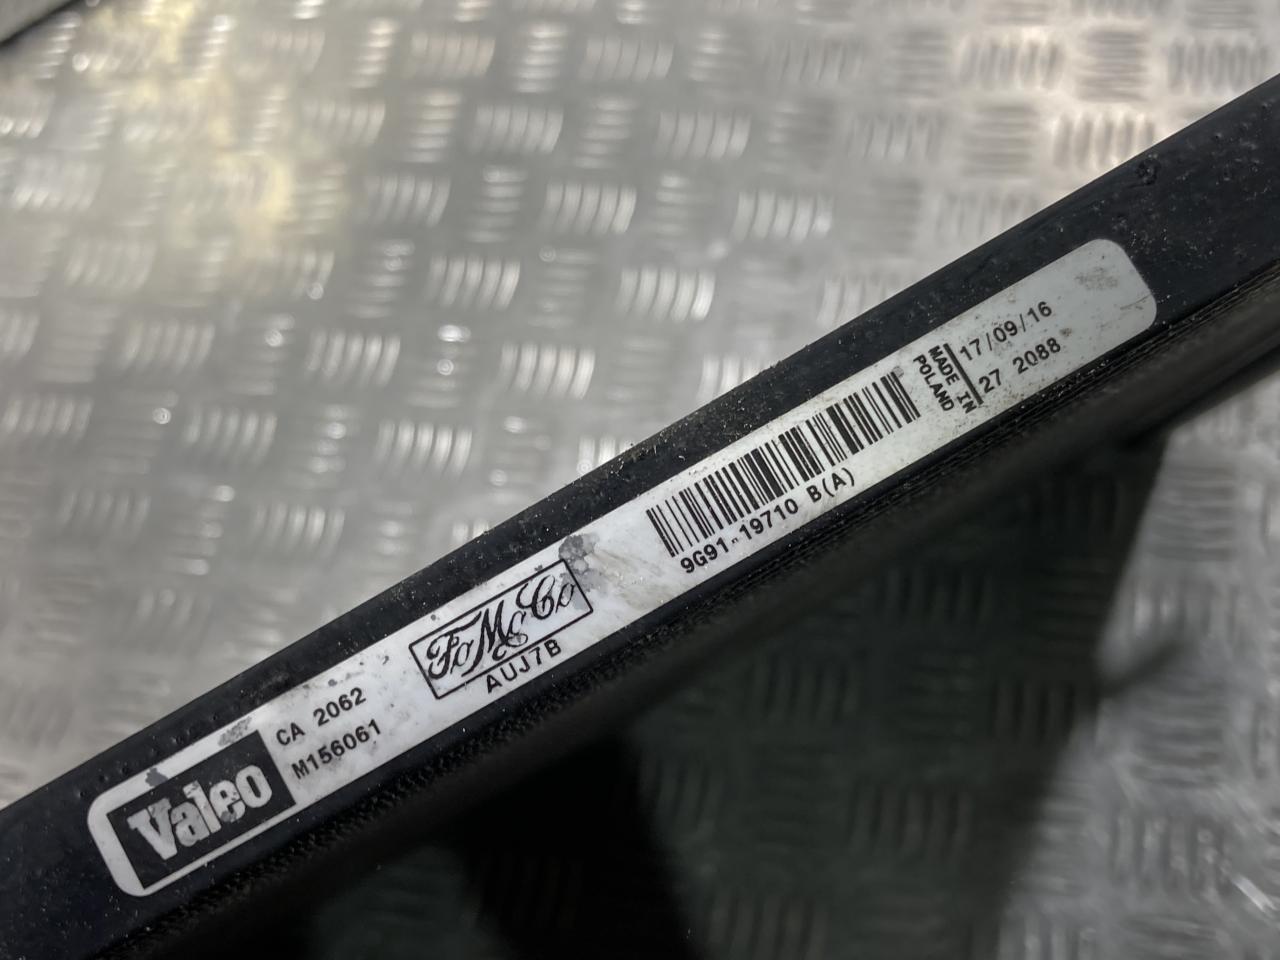 Valeo
CA 2062
M156061
FoMoCo
AUJ7B
9G91-19710 B(A)
MADE IN
POLAND
17/09/16
27 2088